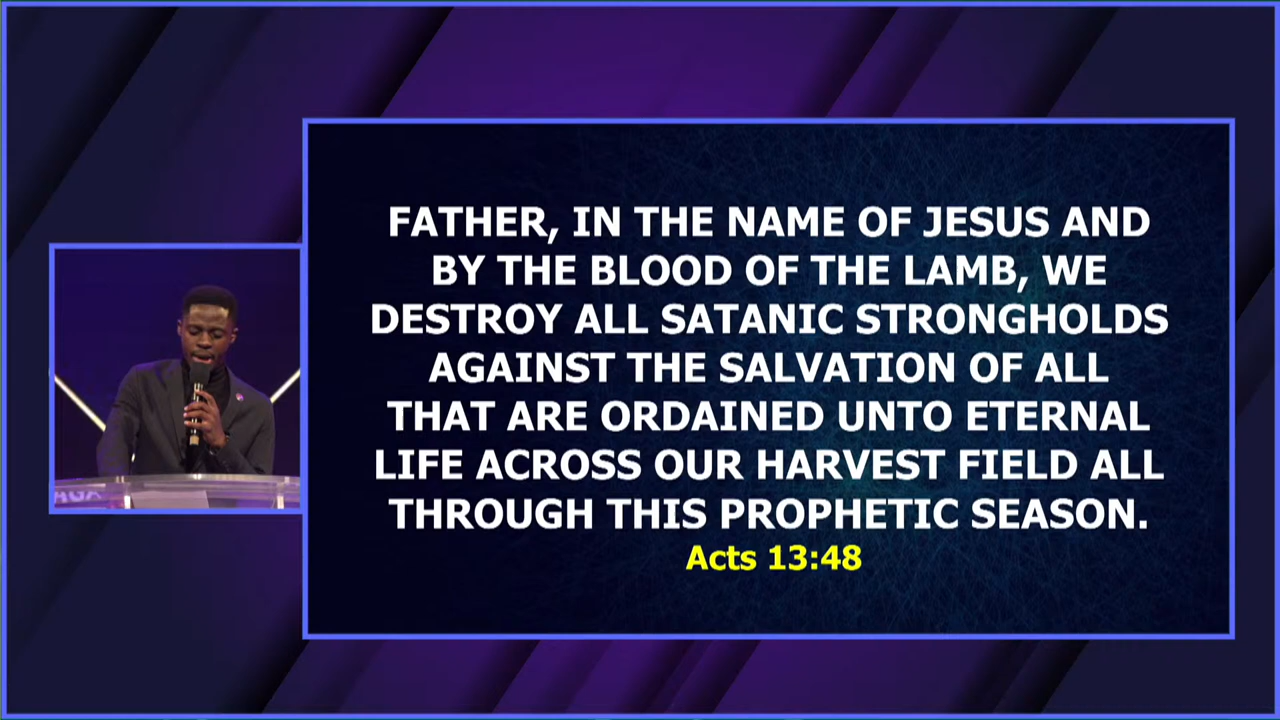 FATHER, IN THE NAME OF JESUS AND
BY THE BLOOD OF THE LAMB, WE
DESTROY ALL SATANIC STRONGHOLDS
AGAINST THE SALVATION OF ALL
THAT ARE ORDAINED UNTO ETERNAL
LIFE ACROSS OUR HARVEST FIELD ALL
THROUGH THIS PROPHETIC SEASON.
Acts 13:48